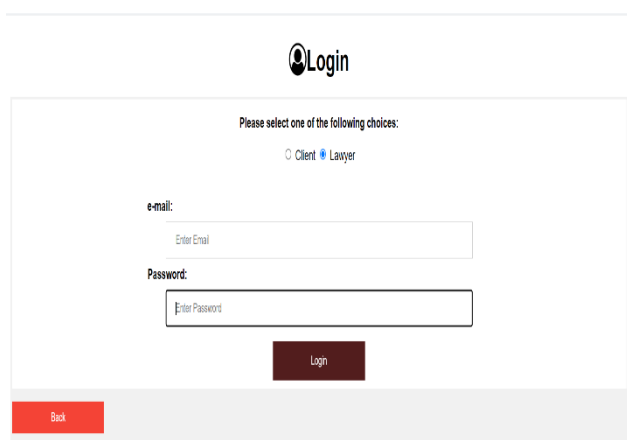 Login
Please select one of the following choices:
Client Lawyer
e-mail:
Enter Email
Password:
Enter Password
Login
Back